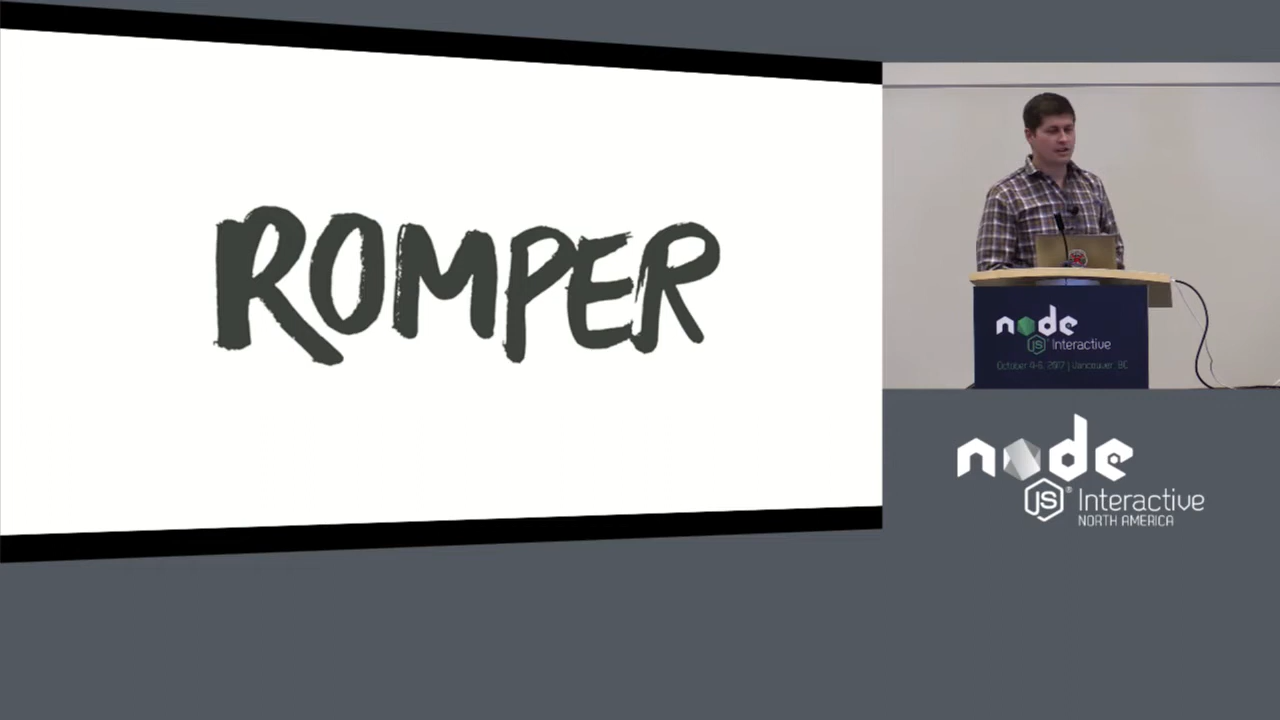 ROMPER
node
JS Interactive
October 4-6, 2017 | Vancouver, BC
node
JS® Interactive
NORTH AMERICA